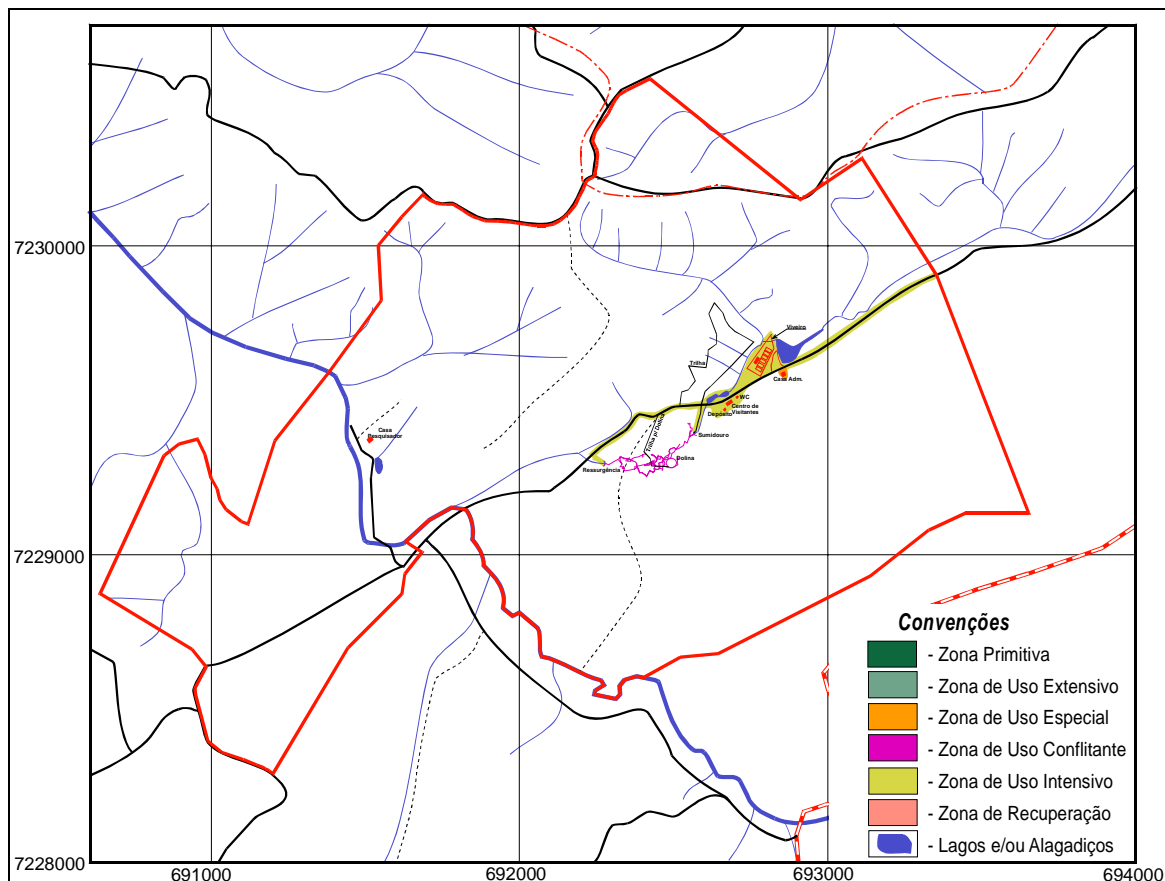 7230000
7229000
7228000
Viveiro
Trilha
Casa Adm.
WC
Centro de
Visitantes
Depósito
Trilha p/ Dolina
Sumidouro
Dolina
Ressurgência
Casa
Pesquisador
Convenções
- Zona Primitiva
- Zona de Uso Extensivo
- Zona de Uso Especial
- Zona de Uso Conflitante
- Zona de Uso Intensivo
- Zona de Recuperação
- Lagos e/ou Alagadiços
691000
692000
693000
694000